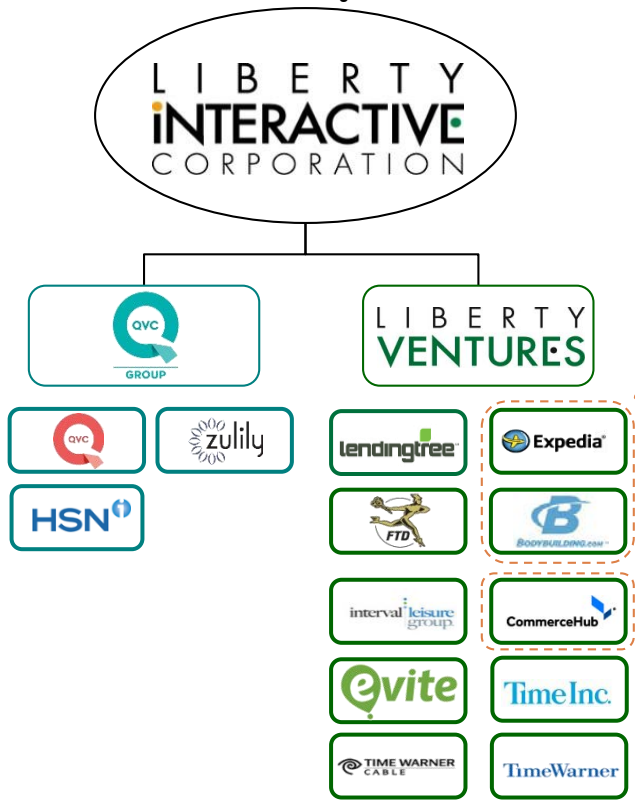 LIBERTY
iNTERACTIVE
CORPORATION
QVC
GROUP
LIBERTY
VENTURES
QVC
zulily
lendingtree
Expedia
HSN
FTD
B
BODYBUILDING.COM
interval leisure
group
CommerceHub
evite
Time Inc.
TIME WARNER
CABLE
TimeWarner